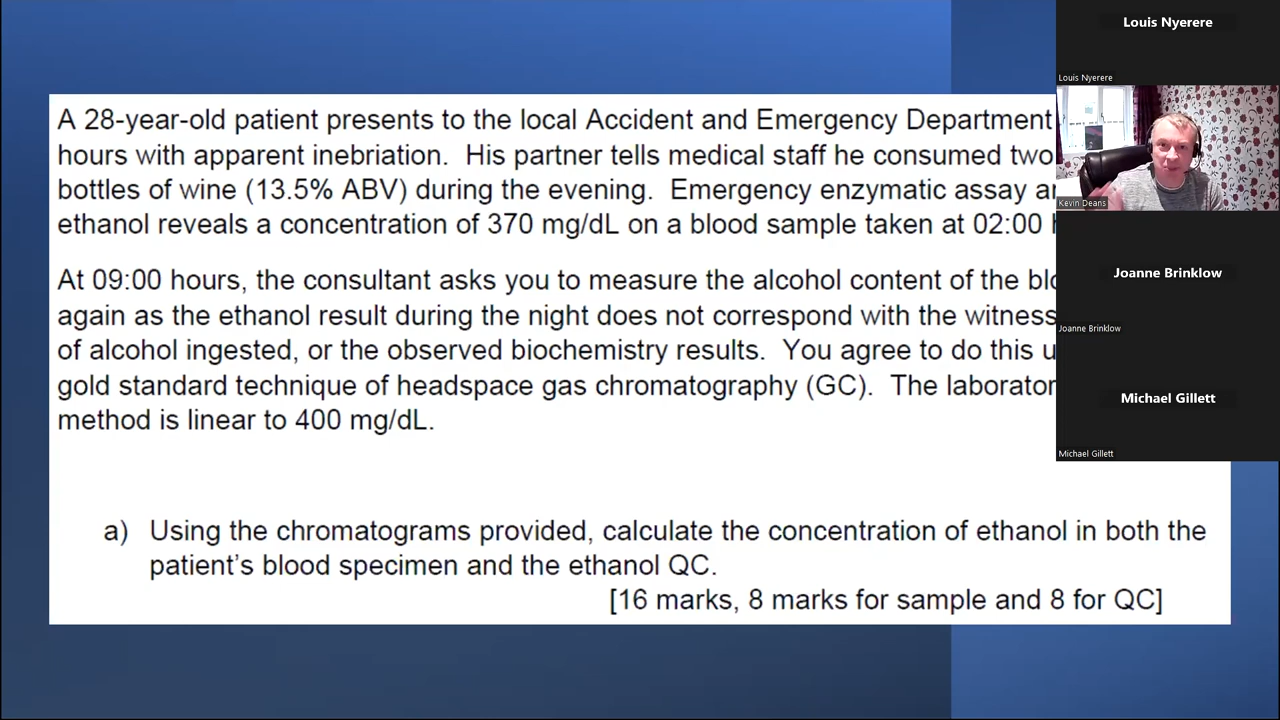 A 28-year-old patient presents to the local Accident and Emergency Department
hours with apparent inebriation. His partner tells medical staff he consumed two
bottles of wine (13.5% ABV) during the evening. Emergency enzymatic assay
ethanol reveals a concentration of 370 mg/dL on a blood sample taken at 02:00
At 09:00 hours, the consultant asks you to measure the alcohol content of the
again as the ethanol result during the night does not correspond with the witness
of alcohol ingested, or the observed biochemistry results. You agree to do this
gold standard technique of headspace gas chromatography (GC). The
method is linear to 400 mg/dL.
a) Using the chromatograms provided, calculate the concentration of ethanol in both the
patient's blood specimen and the ethanol QC.
[16 marks, 8 marks for sample and 8 for QC]
Louis Nyerere
Louis Nyerere
Kevin Deans
Joanne Brinklow
Joanne Brinklow
Michael Gillett
Michael Gillett